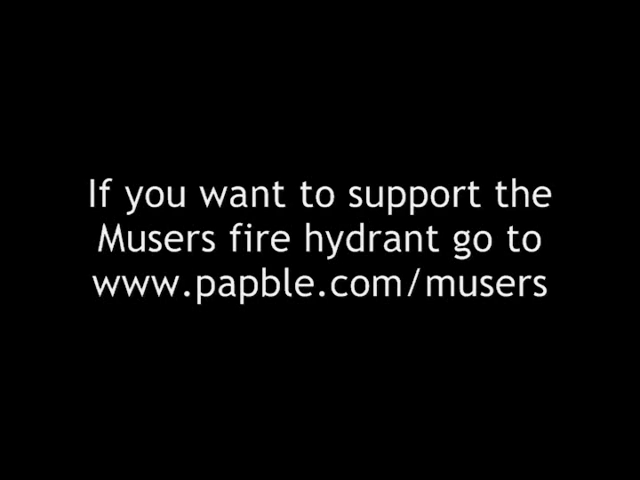 If you want to support the
Musers fire hydrant go to
www.papble.com/musers